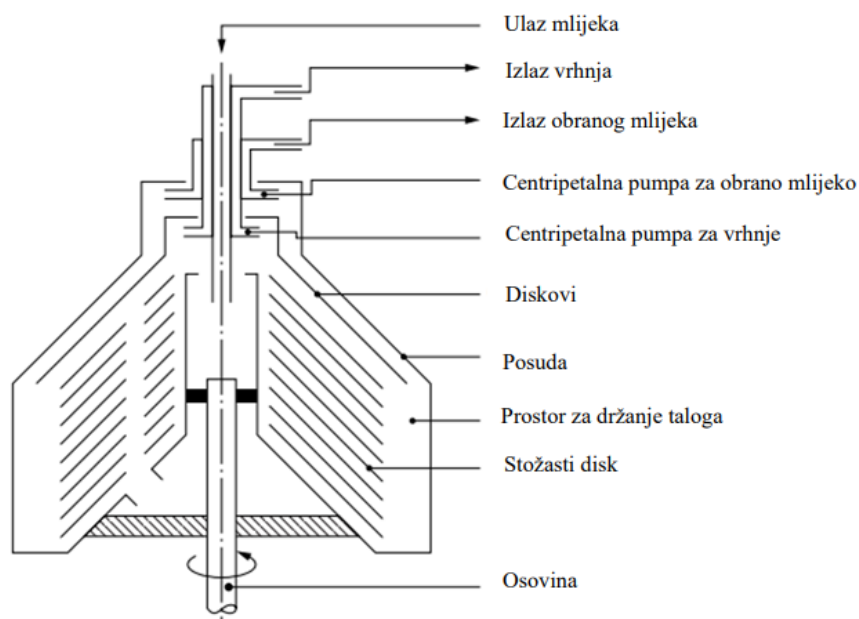 Ulaz mlijeka
Izlaz vrhnja
Izlaz obranog mlijeka
Centripetalna pumpa za obrano mlijeko
Centripetalna pumpa za vrhnje
Diskovi
Posuda
Prostor za držanje taloga
Stožasti disk
Osovina